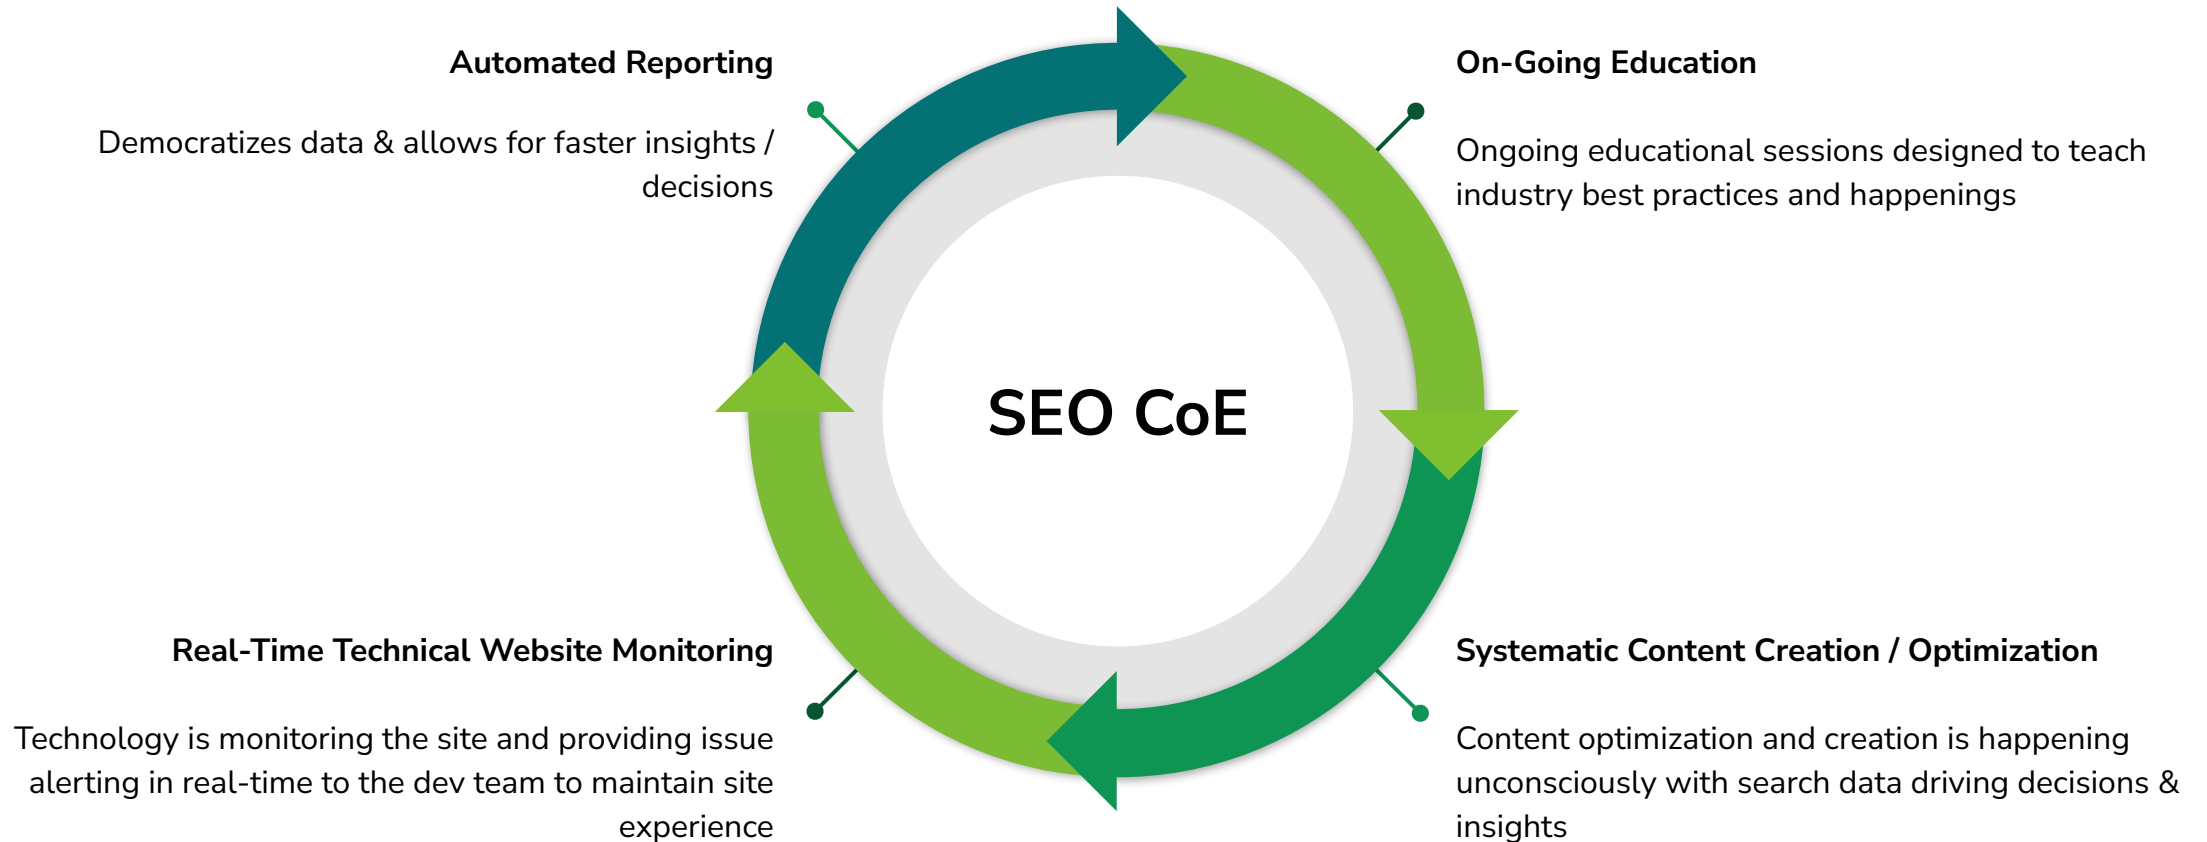 Automated Reporting
Democratizes data & allows for faster insights /
decisions
On-Going Education
Ongoing educational sessions designed to teach
industry best practices and happenings
SEO CoE
Real-Time Technical Website Monitoring
Technology is monitoring the site and providing issue
alerting in real-time to the dev team to maintain site
experience
Systematic Content Creation / Optimization
Content optimization and creation is happening
unconsciously with search data driving decisions &
insights